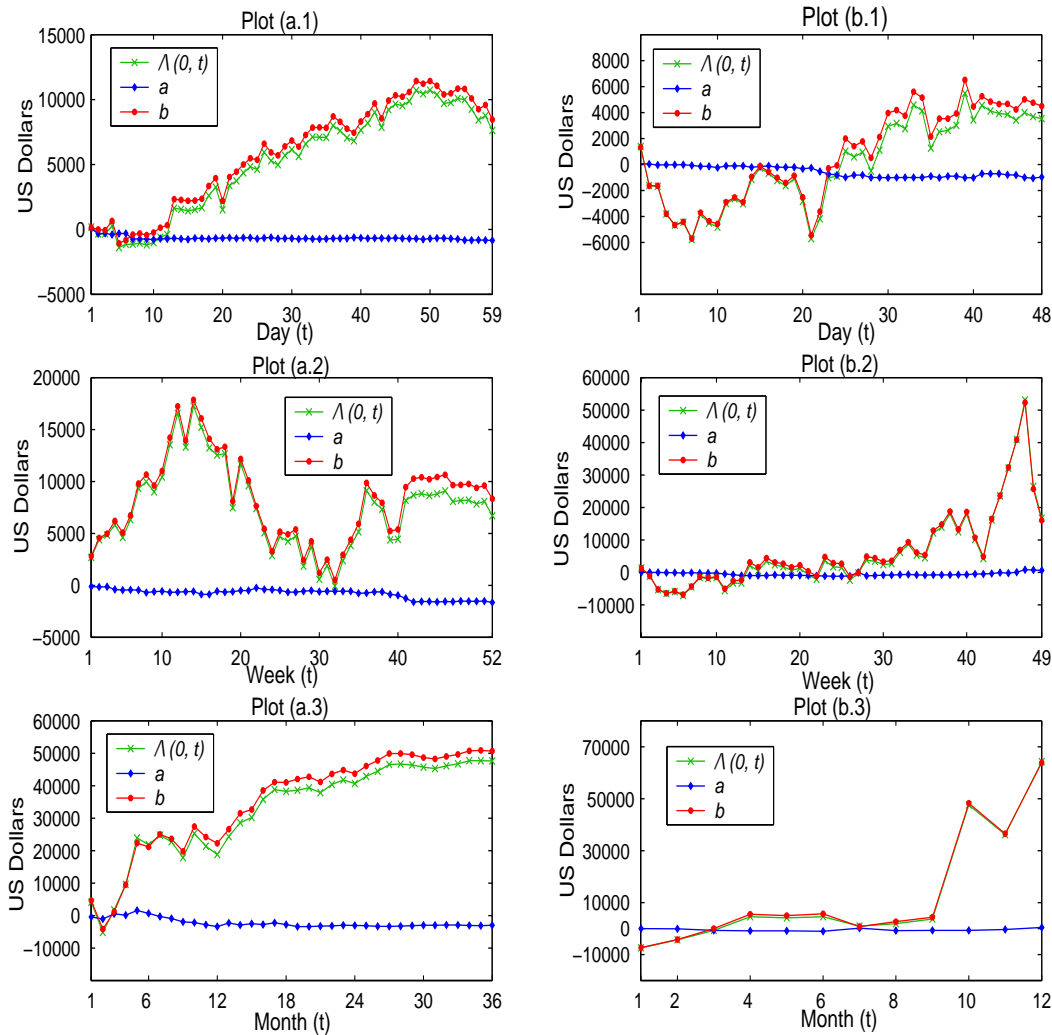 Plot (a.1)
US Dollars
15000
10000
5000
0
−5000
Λ (0, t)
a
b
1 10 20 30 40 50 59
Day (t)
Plot (b.1)
US Dollars
8000
6000
4000
2000
0
−2000
−4000
−6000
Λ (0, t)
a
b
1 10 20 30 40 48
Day (t)
Plot (a.2)
US Dollars
20000
15000
10000
5000
0
−5000
Λ (0, t)
a
b
1 10 20 30 40 52
Week (t)
Plot (b.2)
US Dollars
60000
50000
40000
30000
20000
10000
0
−10000
Λ (0, t)
a
b
1 10 20 30 40 49
Week (t)
Plot (a.3)
US Dollars
60000
50000
40000
30000
20000
10000
0
−10000
Λ (0, t)
a
b
1 6 12 18 24 30 36
Month (t)
Plot (b.3)
US Dollars
70000
50000
30000
10000
0
−10000
Λ (0, t)
a
b
1 2 4 6 8 10 12
Month (t)